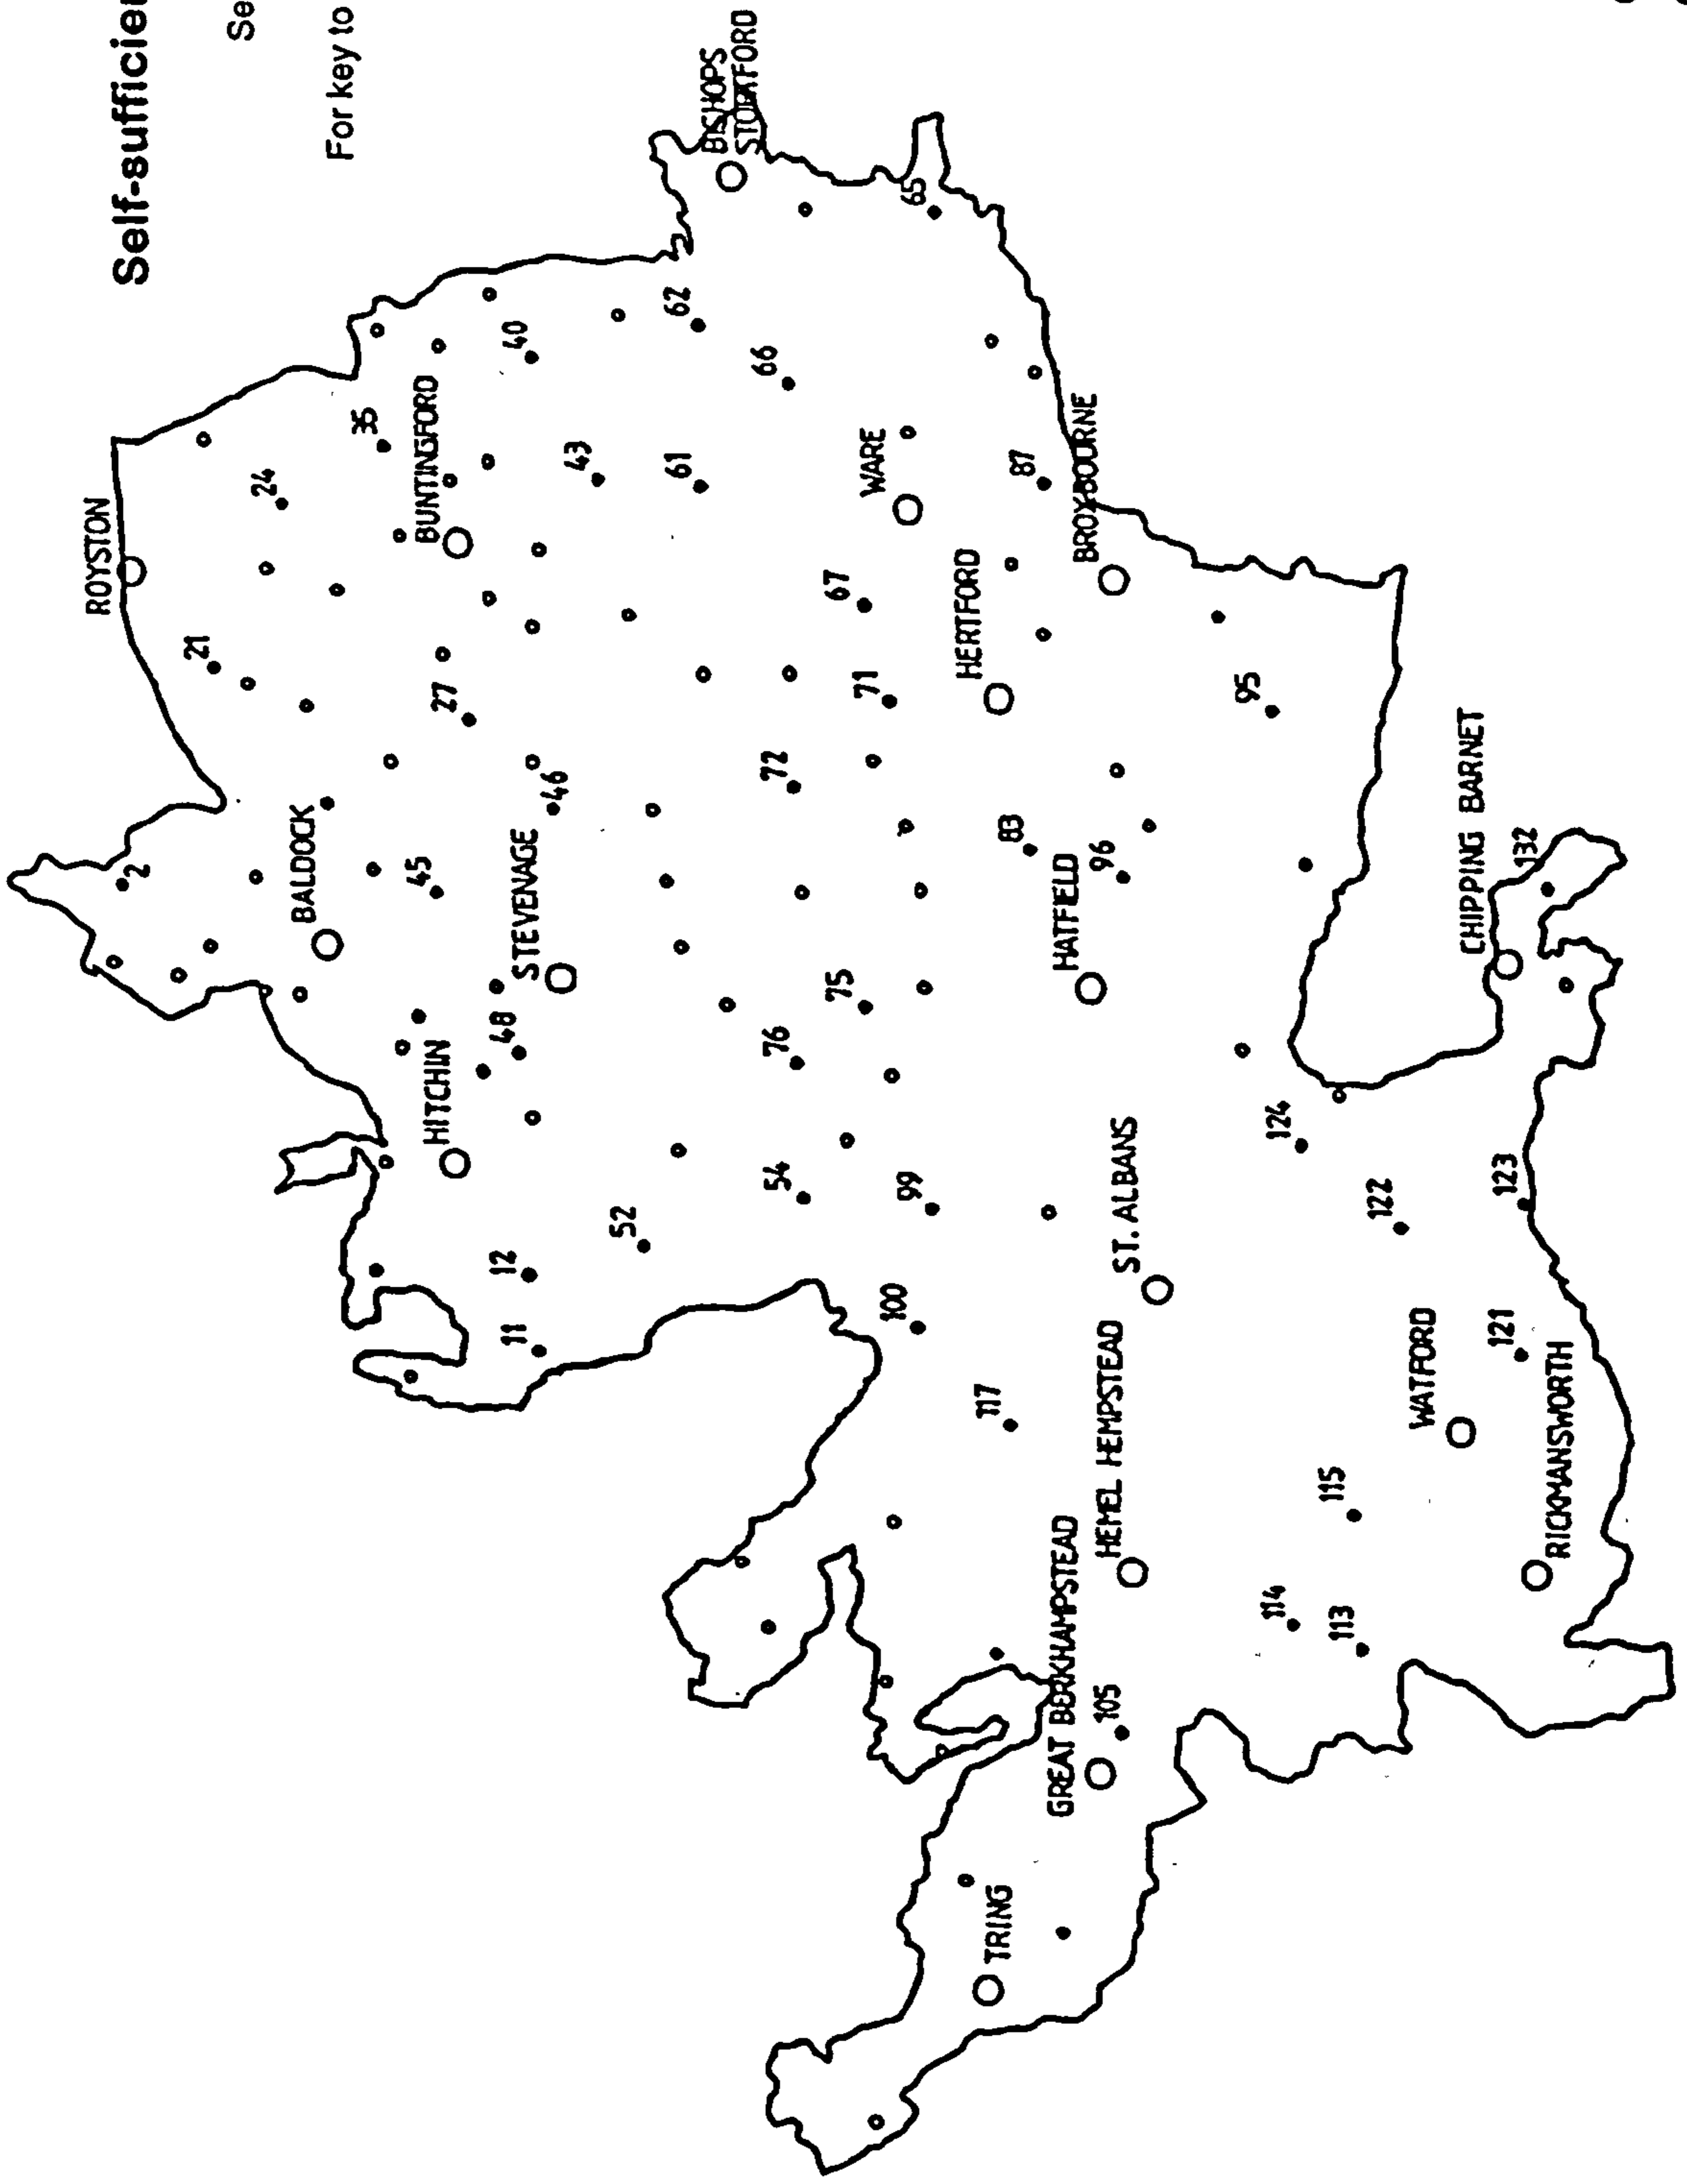 Self-sufficien
Se
For key to
ROYSTON
BISHOPS
STORTFORD
BUNTINGFORD
BALDOCK
STEVENAGE
HITCHIN
WARE
HERTFORD
BROXBOURNE
HATFIELD
ST. ALBANS
HEMEL HEMPSTEAD
GREAT BERKHAMPSTEAD
TRING
WATFORD
RICKMANSWORTH
CHIPPING BARNET
2
21
24
35
40
27
43
45
46
48
61
62
65
66
67
71
72
75
76
52
54
11
12
83
87
95
96
99
100
105
113
114
115
117
121
122
123
124
132